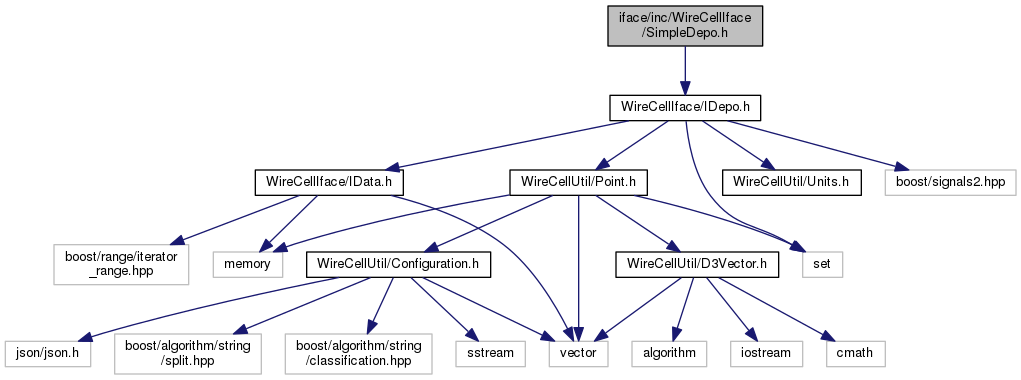 iface/inc/WireCellIface
/SimpleDepo.h
WireCellIface/IDepo.h
WireCellIface/IData.h
WireCellUtil/Point.h
WireCellUtil/Units.h
boost/signals2.hpp
boost/range/iterator
_range.hpp
memory
WireCellUtil/Configuration.h
WireCellUtil/D3Vector.h
set
json/json.h
boost/algorithm/string
/split.hpp
boost/algorithm/string
/classification.hpp
sstream
vector
algorithm
iostream
cmath